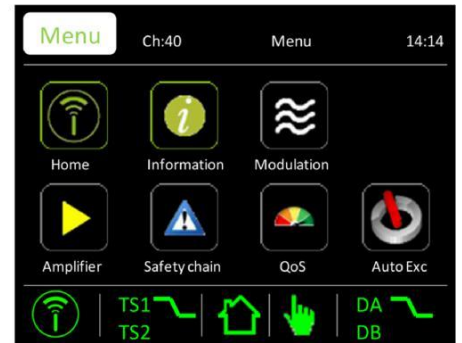 Menu Ch:40 Menu 14:14
i
Home Information Modulation
Amplifier Safety chain QoS Auto Exc
TS1 DA
TS2 DB